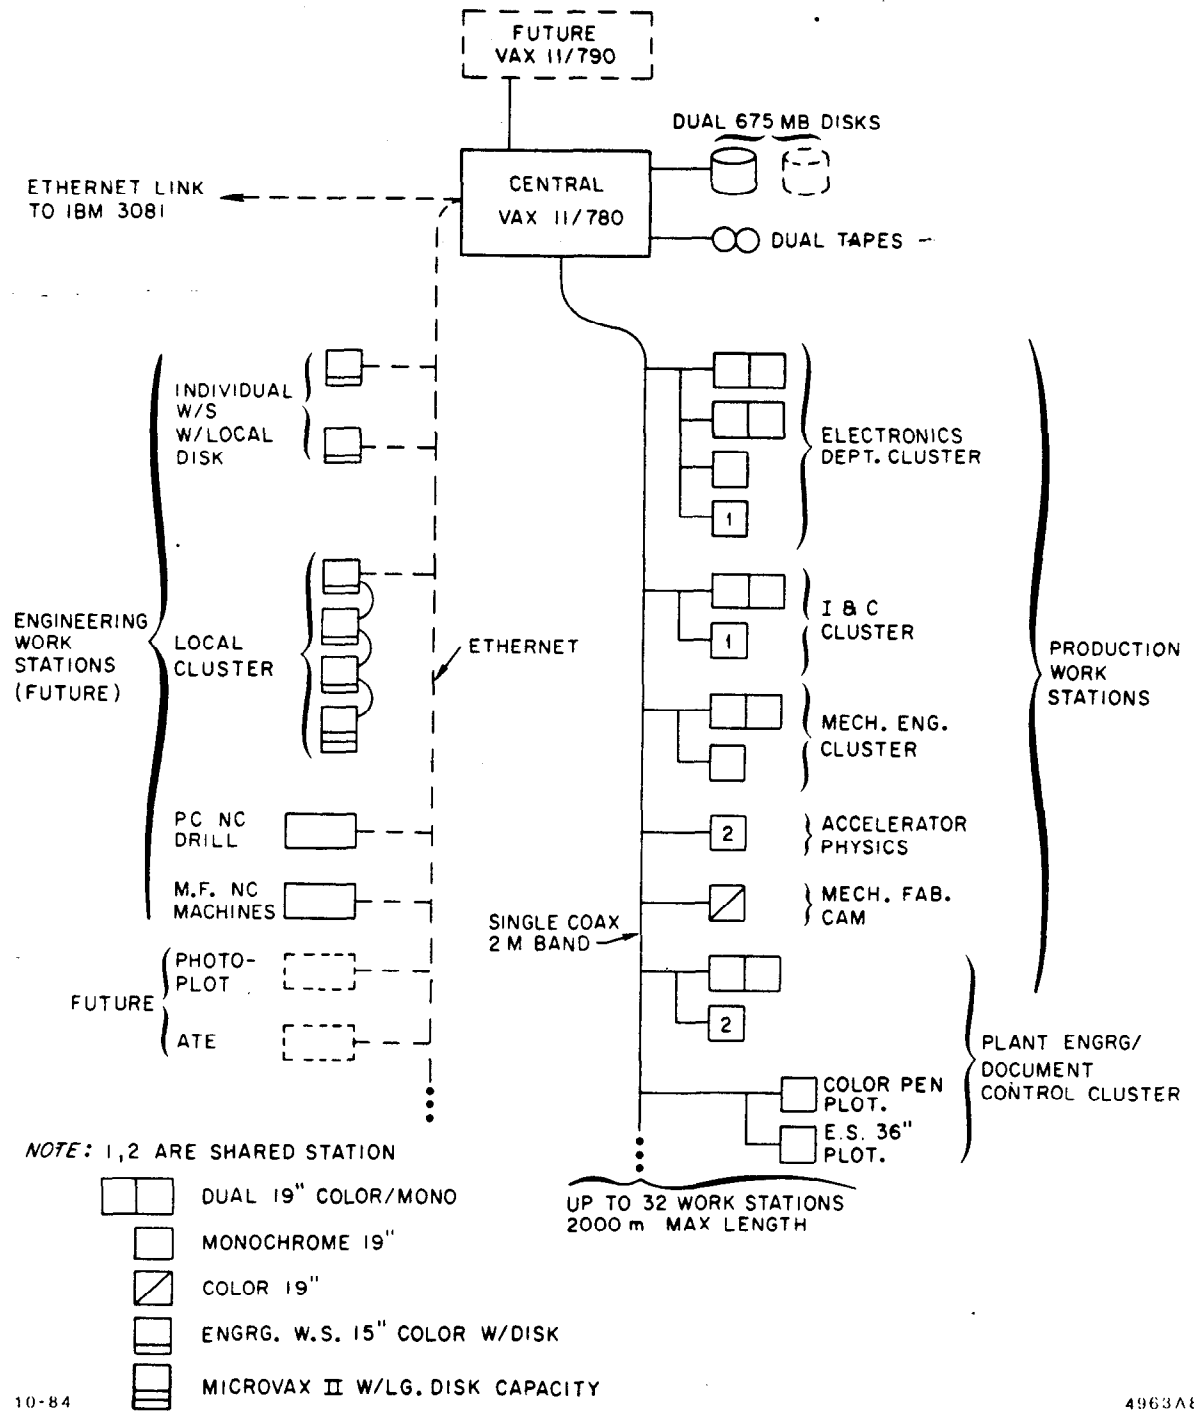 FUTURE
VAX 11/790
DUAL 675 MB DISKS
CENTRAL
VAX 11/780
ETHERNET LINK
TO IBM 3081
DUAL TAPES
INDIVIDUAL
W/S
W/LOCAL
DISK
ELECTRONICS
DEPT. CLUSTER
1
ENGINEERING
WORK
STATIONS
(FUTURE)
LOCAL
CLUSTER
ETHERNET
I & C
CLUSTER
1
PRODUCTION
WORK
STATIONS
MECH. ENG.
CLUSTER
PC NC
DRILL
2
ACCELERATOR
PHYSICS
M.F. NC
MACHINES
MECH. FAB.
CAM
SINGLE COAX
2 M BAND
FUTURE
PHOTO-
PLOT
ATE
2
PLANT ENGRG/
DOCUMENT
CONTROL CLUSTER
COLOR PEN
PLOT.
E.S. 36"
PLOT.
NOTE: 1,2 ARE SHARED STATION
DUAL 19" COLOR/MONO
MONOCHROME 19"
COLOR 19"
ENGRG. W.S. 15" COLOR W/DISK
MICROVAX II W/LG. DISK CAPACITY
UP TO 32 WORK STATIONS
2000 m MAX LENGTH
10-84
4963A8